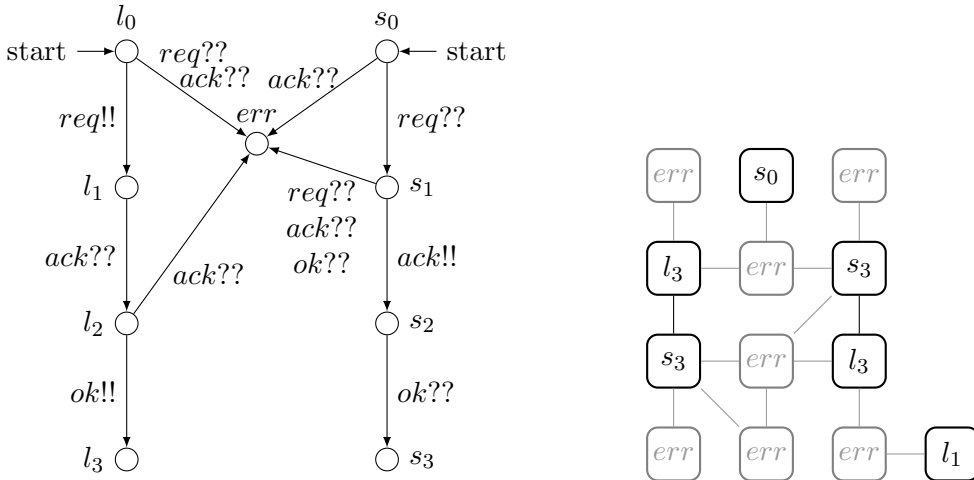 l₀ s₀
start req?? start
ack?? ack??
err
req!! req??
l₁ s₁
req??
ack??
ok??
ack?? ack?? ack!!
l₂ s₂
ok!! ok??
l₃ s₃
err s₀ err
l₃ err s₃
s₃ err l₃
err err err l₁